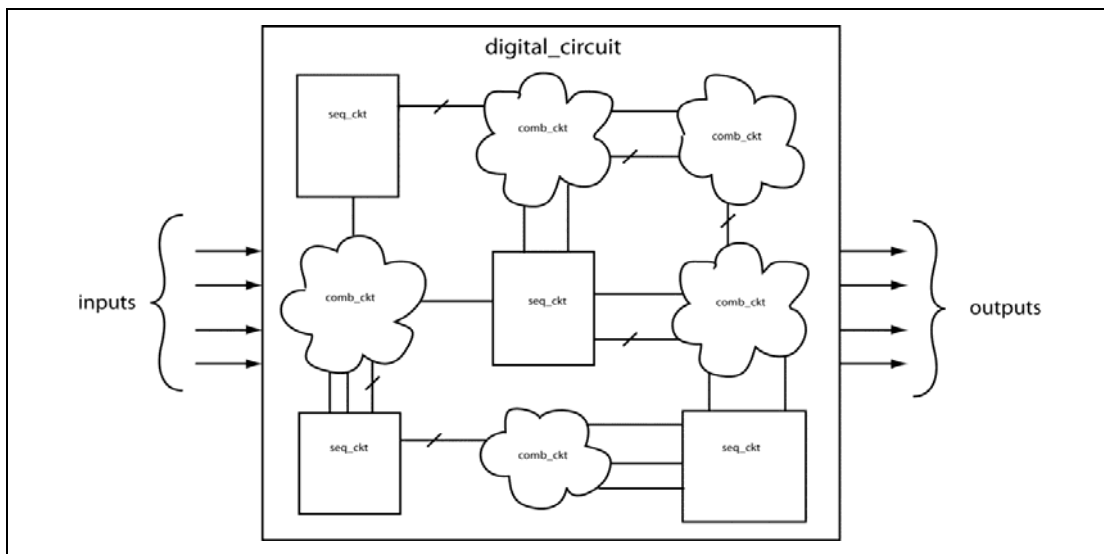 digital_circuit
seq_ckt
comb_ckt
comb_ckt
inputs
comb_ckt
seq_ckt
comb_ckt
outputs
seq_ckt
comb_ckt
seq_ckt